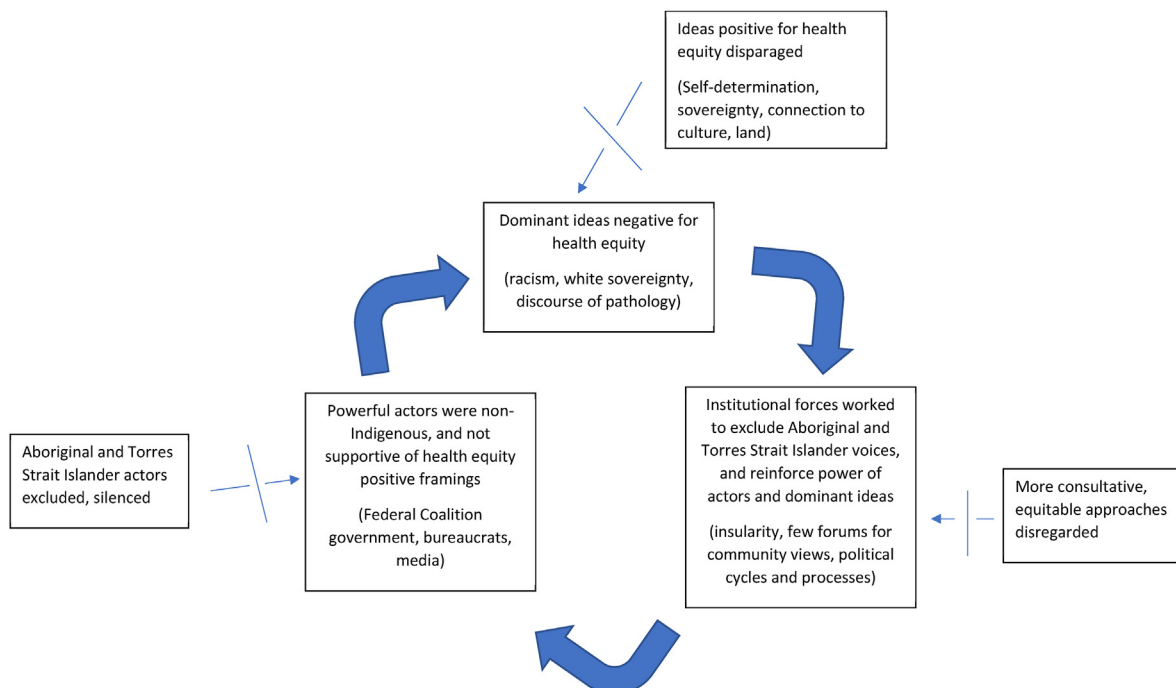 Ideas positive for health
equity disparaged
(Self-determination,
sovereignty, connection to
culture, land)
Dominant ideas negative for
health equity
(racism, white sovereignty,
discourse of pathology)
Aboriginal and Torres
Strait Islander actors
excluded, silenced
Powerful actors were non-
Indigenous, and not
supportive of health equity
positive framings
(Federal Coalition
government, bureaucrats,
media)
Institutional forces worked
to exclude Aboriginal and
Torres Strait Islander voices,
and reinforce power of
actors and dominant ideas
(insularity, few forums for
community views, political
cycles and processes)
More consultative,
equitable approaches
disregarded